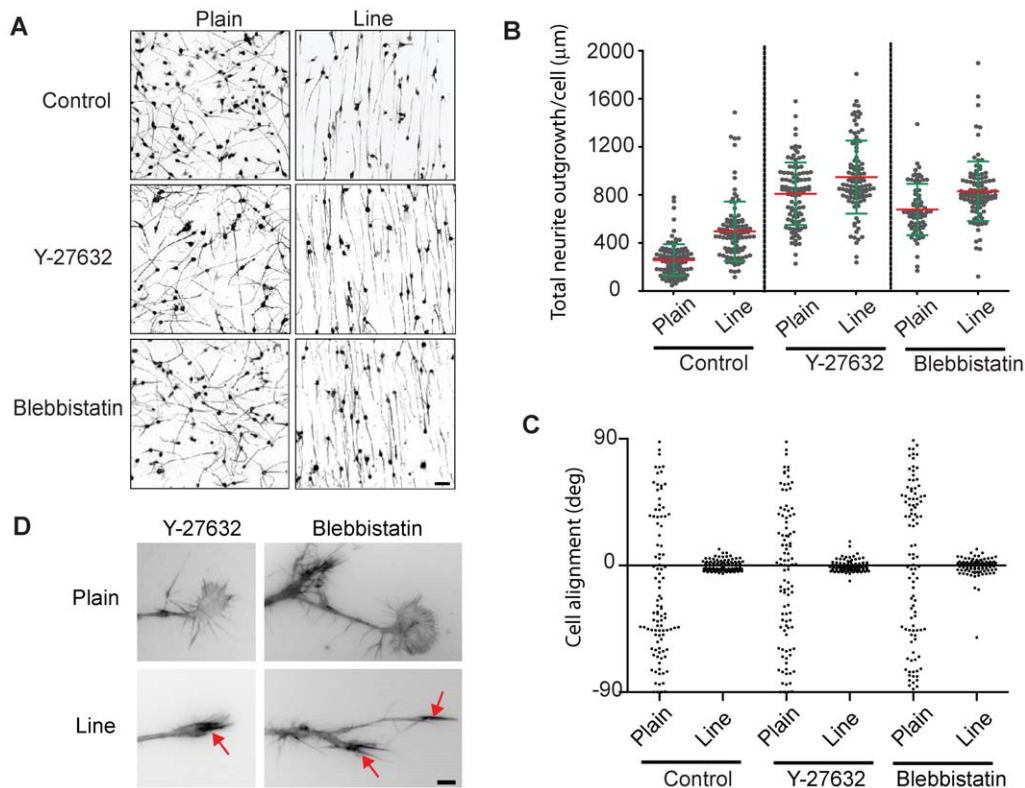 A
Plain Line
Control
Y-27632
Blebbistatin
B
Total neurite outgrowth/cell (μm)
2000
1600
1200
800
400
0
Plain Line Plain Line Plain Line
Control Y-27632 Blebbistatin
C
Cell alignment (deg)
90
0
-90
Plain Line Plain Line Plain Line
Control Y-27632 Blebbistatin
D
Y-27632 Blebbistatin
Plain
Line